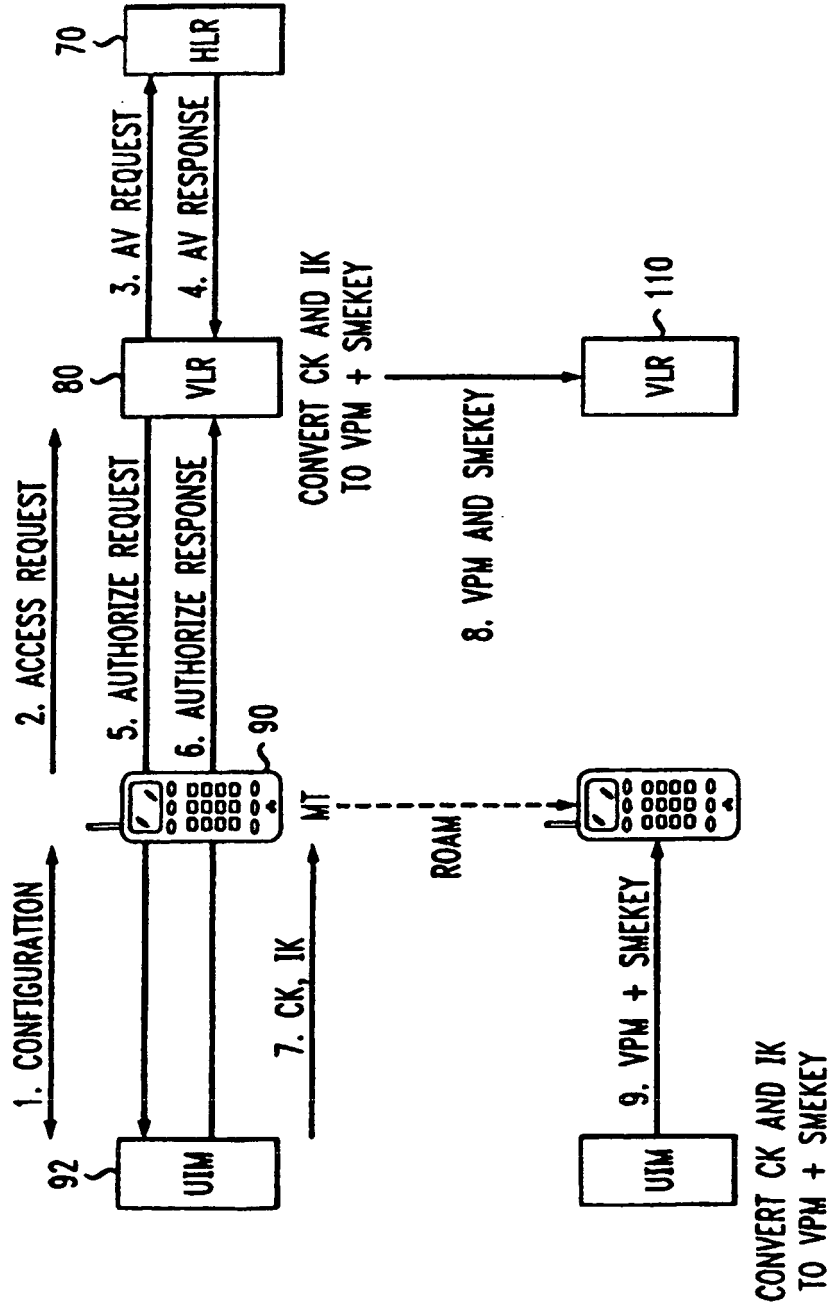 1. CONFIGURATION
2. ACCESS REQUEST
92
UIM
5. AUTHORIZE REQUEST
6. AUTHORIZE RESPONSE
90
MT
7. CK, IK
80
VLR
3. AV REQUEST
4. AV RESPONSE
70
HLR
CONVERT CK AND IK
TO VPM + SMEKEY
ROAM
8. VPM AND SMEKEY
UIM
9. VPM + SMEKEY
VLR
110
CONVERT CK AND IK
TO VPM + SMEKEY